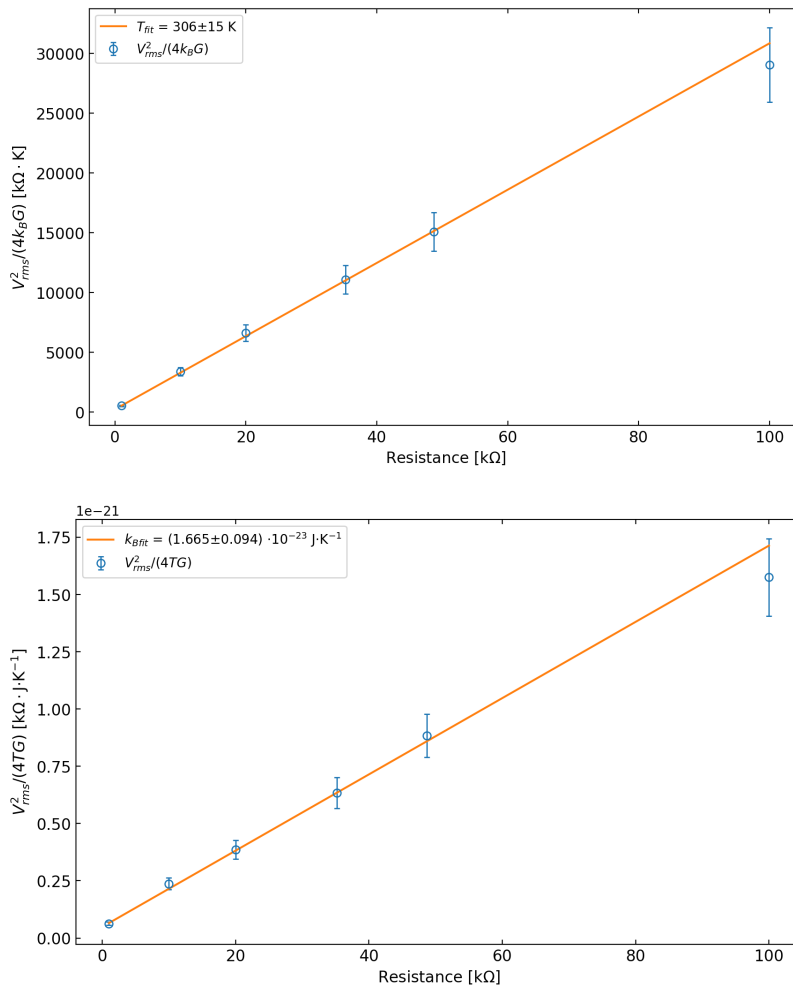 T_fit = 306±15 K
V²_rms/(4k_BG)
30000
25000
20000
15000
10000
5000
0
V²_rms/(4k_BG) [kΩ · K]
0 20 40 60 80 100
Resistance [kΩ]
1e−21
k_Bfit = (1.665±0.094) ·10⁻²³ J·K⁻¹
V²_rms/(4TG)
1.75
1.50
1.25
1.00
0.75
0.50
0.25
0.00
V²_rms/(4TG) [kΩ · J·K⁻¹]
0 20 40 60 80 100
Resistance [kΩ]